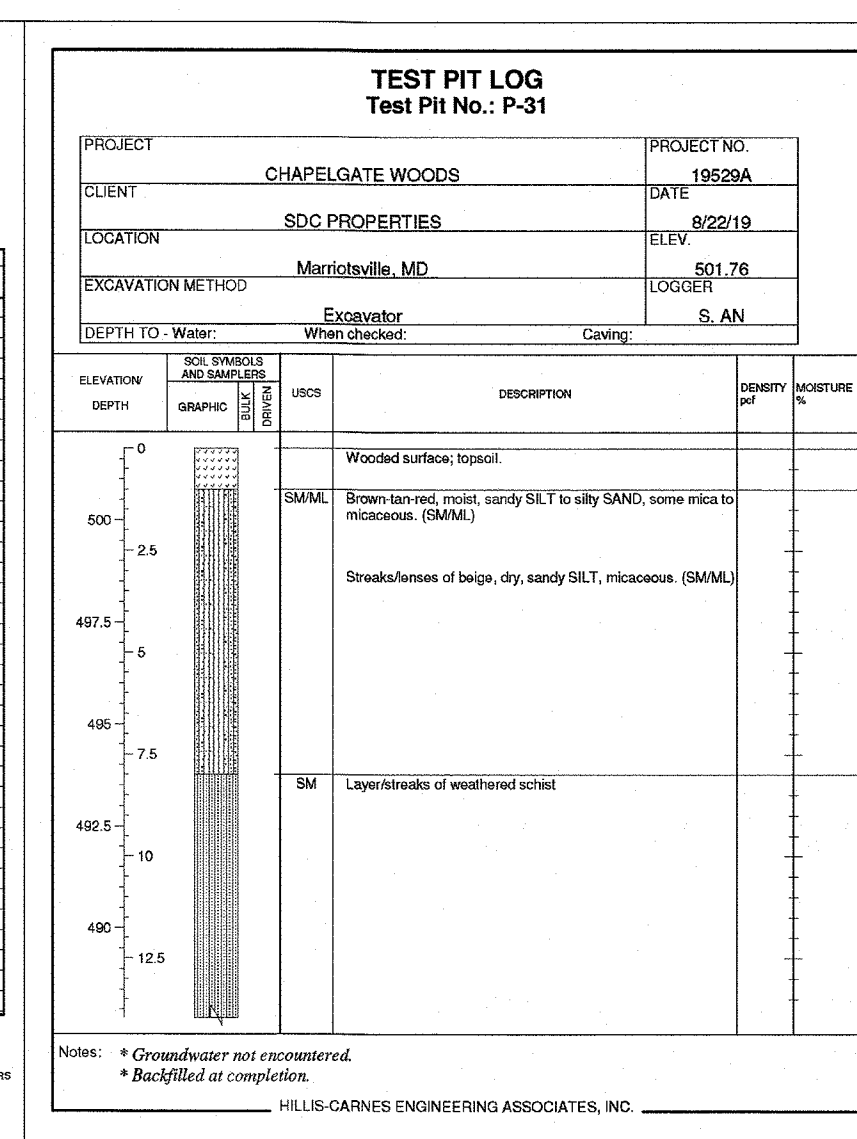 TEST PIT LOG
Test Pit No.: P-31
PROJECT
PROJECT NO.
CHAPELGATE WOODS
19529A
CLIENT
DATE
SDC PROPERTIES
8/22/19
LOCATION
ELEV.
Marriotsville, MD
501.76
EXCAVATION METHOD
LOGGER
Excavator
S. AN
DEPTH TO - Water: When checked: Caving:
ELEVATION/
DEPTH
SOIL SYMBOLS
AND SAMPLERS
GRAPHIC
BULK
DRIVEN
USCS
DESCRIPTION
DENSITY
pcf
MOISTURE
%
0
Wooded surface; topsoil.
SM/ML
Brown-tan-red, moist, sandy SILT to silty SAND, some mica to
micaceous. (SM/ML)
500
2.5
Streaks/lenses of beige, dry, sandy SILT, micaceous. (SM/ML)
497.5
5
495
7.5
SM
Layer/streaks of weathered schist
492.5
10
490
12.5
Notes: * Groundwater not encountered.
* Backfilled at completion.
RS
HILLIS-CARNES ENGINEERING ASSOCIATES, INC.